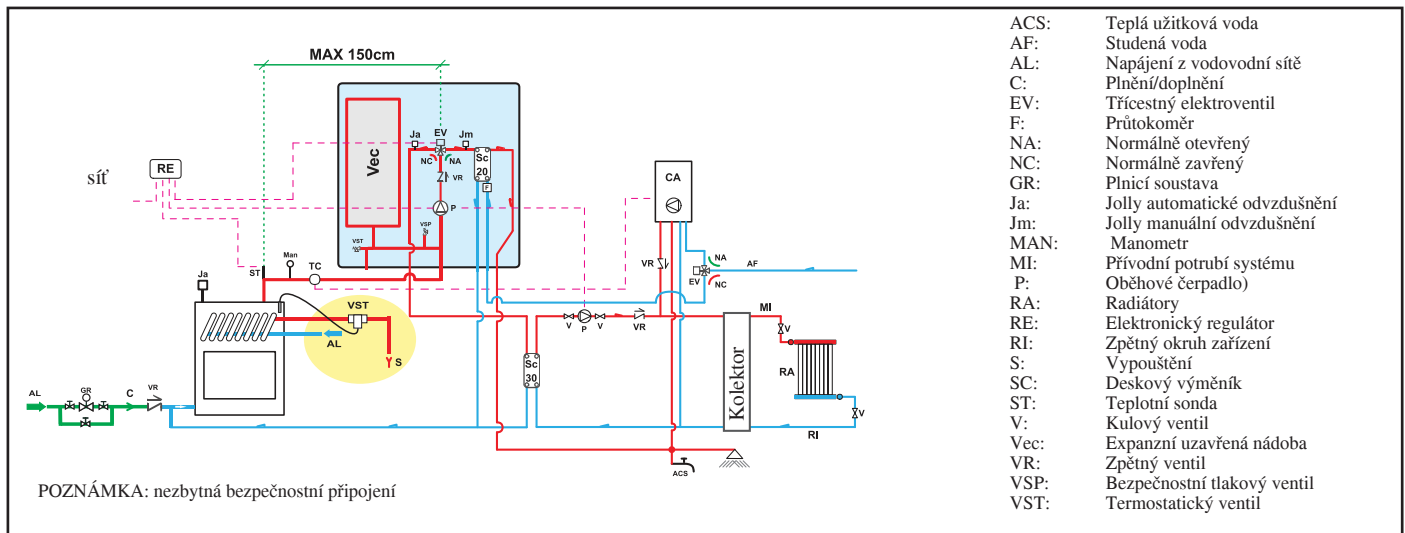 MAX 150cm
Ja
EV
Jm
NC
NA
Vec
Sc
20
F
VR
P
VSP
VST
RE
síť
CA
ST
Man
TC
Ja
VST
AL
S
VR
NA
EV
NC
AF
MI
V
P
V
VR
V
RA
V
RI
Sc
30
Kolektor
AL
GR
C
VR
ACS
POZNÁMKA: nezbytná bezpečnostní připojení
ACS: Teplá užitková voda
AF: Studená voda
AL: Napájení z vodovodní sítě
C: Plnění/doplnění
EV: Třícestný elektroventil
F: Průtokoměr
NA: Normálně otevřený
NC: Normálně zavřený
GR: Plnicí soustava
Ja: Jolly automatické odvzdušnění
Jm: Jolly manuální odvzdušnění
MAN: Manometr
MI: Přívodní potrubí systému
P: Oběhové čerpadlo)
RA: Radiátory
RE: Elektronický regulátor
RI: Zpětný okruh zařízení
S: Vypouštění
SC: Deskový výměník
ST: Teplotní sonda
V: Kulový ventil
Vec: Expanzní uzavřená nádoba
VR: Zpětný ventil
VSP: Bezpečnostní tlakový ventil
VST: Termostatický ventil